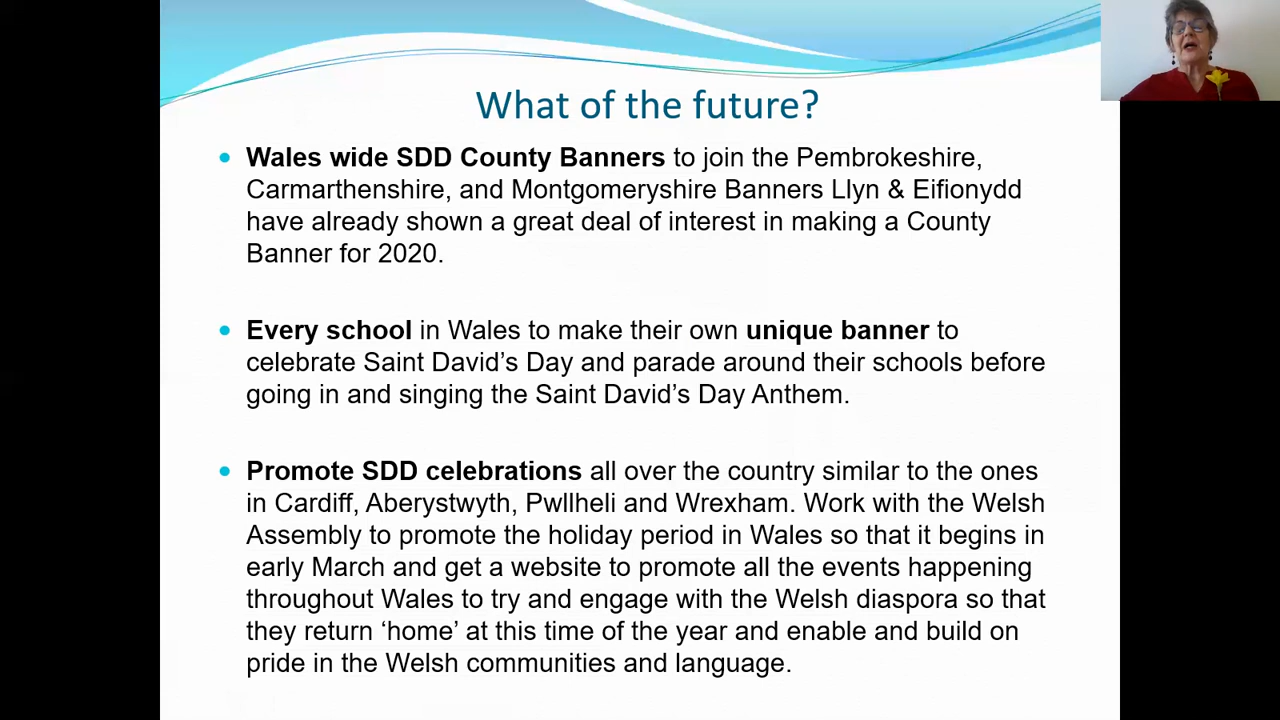 What of the future?
Wales wide SDD County Banners to join the Pembrokeshire,
Carmarthenshire, and Montgomeryshire Banners Llyn & Eifionydd
have already shown a great deal of interest in making a County
Banner for 2020.
Every school in Wales to make their own unique banner to
celebrate Saint David’s Day and parade around their schools before
going in and singing the Saint David’s Day Anthem.
Promote SDD celebrations all over the country similar to the ones
in Cardiff, Aberystwyth, Pwllheli and Wrexham. Work with the Welsh
Assembly to promote the holiday period in Wales so that it begins in
early March and get a website to promote all the events happening
throughout Wales to try and engage with the Welsh diaspora so that
they return ‘home’ at this time of the year and enable and build on
pride in the Welsh communities and language.